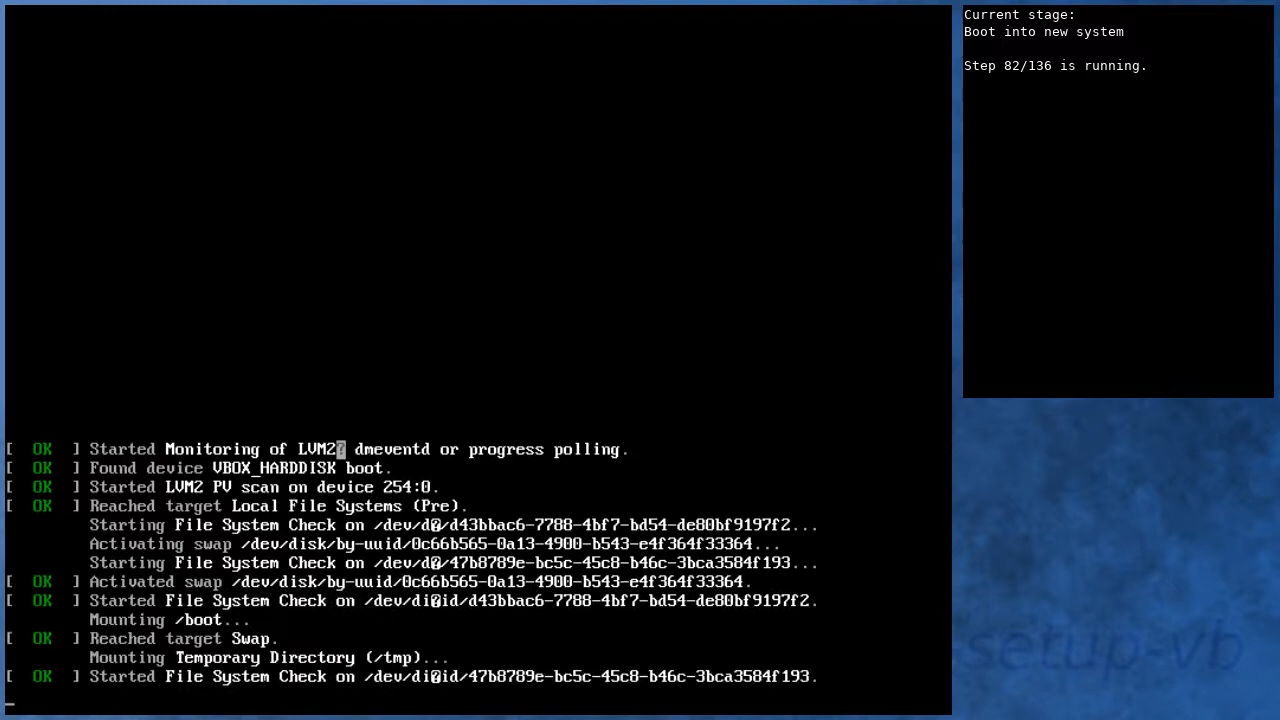 Current stage:
Boot into new system
Step 82/136 is running.
[  OK  ] Started Monitoring of LVM2? dmeventd or progress polling.
[  OK  ] Found device VBOX_HARDDISK boot.
[  OK  ] Started LVM2 PV scan on device 254:0.
[  OK  ] Reached target Local File Systems (Pre).
Starting File System Check on /dev/d�/d43bbac6-7788-4bf7-bd54-de80bf9197f2...
Activating swap /dev/disk/by-uuid/0c66b565-0a13-4900-b543-e4f364f33364...
Starting File System Check on /dev/d�/47b8789e-bc5c-45c8-b46c-3bca3584f193...
[  OK  ] Activated swap /dev/disk/by-uuid/0c66b565-0a13-4900-b543-e4f364f33364.
[  OK  ] Started File System Check on /dev/di�id/d43bbac6-7788-4bf7-bd54-de80bf9197f2.
Mounting /boot...
[  OK  ] Reached target Swap.
Mounting Temporary Directory (/tmp)...
[  OK  ] Started File System Check on /dev/di�id/47b8789e-bc5c-45c8-b46c-3bca3584f193.
setup-vb